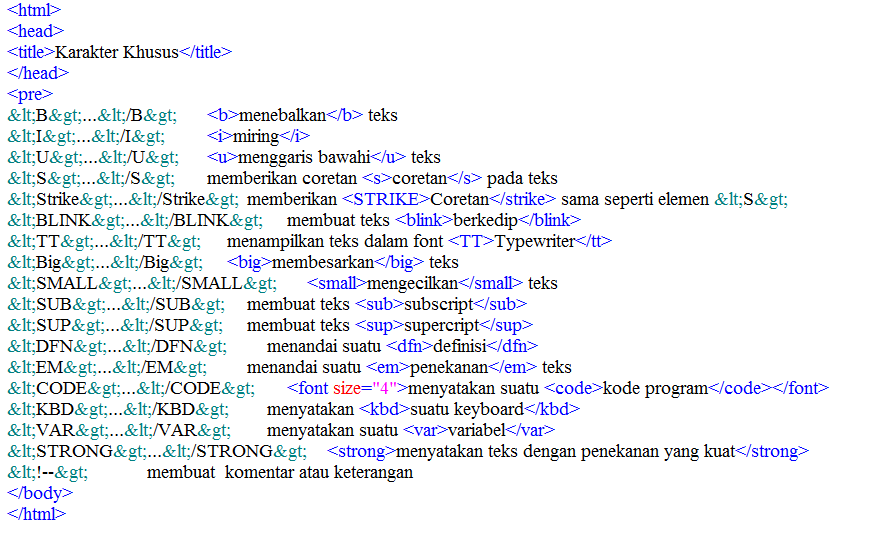 <html>
<head>
<title>Karakter Khusus</title>
</head>
<pre>
&lt;B&gt;...&lt;/B&gt;      <b>menebalkan</b> teks
&lt;I&gt;...&lt;/I&gt;        <i>miring</i>
&lt;U&gt;...&lt;/U&gt;      <u>menggaris bawahi</u> teks
&lt;S&gt;...&lt;/S&gt;       memberikan coretan <s>coretan</s> pada teks
&lt;Strike&gt;...&lt;/Strike&gt; memberikan <STRIKE>Coretan</strike> sama seperti elemen &lt;S&gt;
&lt;BLINK&gt;...&lt;/BLINK&gt;     membuat teks <blink>berkedip</blink>
&lt;TT&gt;...&lt;/TT&gt;     menampilkan teks dalam font <TT>Typewriter</tt>
&lt;Big&gt;...&lt;/Big&gt;     <big>membesarkan</big> teks
&lt;SMALL&gt;...&lt;/SMALL&gt;      <small>mengecilkan</small> teks
&lt;SUB&gt;...&lt;/SUB&gt;     membuat teks <sub>subscript</sub>
&lt;SUP&gt;...&lt;/SUP&gt;     membuat teks <sup>supercript</sup>
&lt;DFN&gt;...&lt;/DFN&gt;        menandai suatu <dfn>definisi</dfn>
&lt;EM&gt;...&lt;/EM&gt;        menandai suatu <em>penekanan</em> teks
&lt;CODE&gt;...&lt;/CODE&gt;      <font size="4">menyatakan suatu <code>kode program</code></font>
&lt;KBD&gt;...&lt;/KBD&gt;        menyatakan <kbd>suatu keyboard</kbd>
&lt;VAR&gt;...&lt;/VAR&gt;        menyatakan suatu <var>variabel</var>
&lt;STRONG&gt;...&lt;/STRONG&gt;    <strong>menyatakan teks dengan penekanan yang kuat</strong>
&lt;!--&gt;            membuat  komentar atau keterangan
</body>
</html>